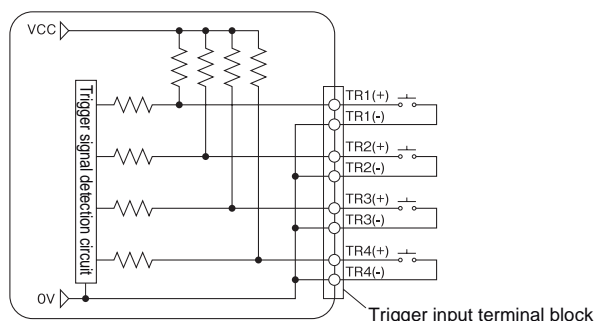 VCC
Trigger signal detection circuit
0V
TR1(+)
TR1(-)
TR2(+)
TR2(-)
TR3(+)
TR3(-)
TR4(+)
TR4(-)
Trigger input terminal block